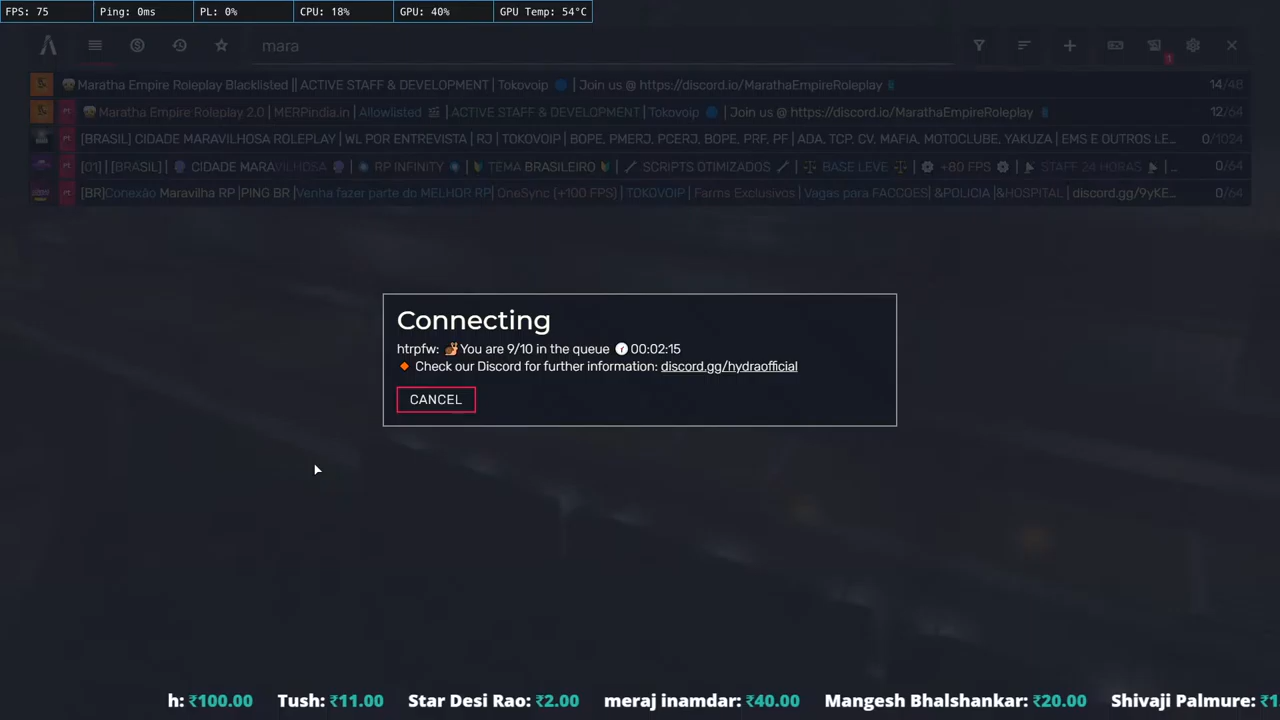 FPS: 75 Ping: 0ms PL: 0% CPU: 18% GPU: 40% GPU Temp: 54°C
mara
1
Maratha Empire Roleplay Blacklisted || ACTIVE STAFF & DEVELOPMENT | Tokovoip | Join us @ https://discord.io/MarathaEmpireRoleplay 14/48
Maratha Empire Roleplay 2.0 | MERPindia.in | Allowlisted ACTIVE STAFF & DEVELOPMENT | Tokovoip | Join us @ https://discord.io/MarathaEmpireRoleplay 12/64
[BRASIL] CIDADE MARAVILHOSA ROLEPLAY | WL POR ENTREVISTA | RJ | TOKOVOIP | BOPE, PMERJ, PCERJ, BOPE, PRF, PF | ADA, TCP, CV, MAFIA, MOTOCLUBE, YAKUZA | EMS E OUTROS LE... 0/1024
[01] | [BRASIL] CIDADE MARAVILHOSA | RP INFINITY | TEMA BRASILEIRO | SCRIPTS OTIMIZADOS | BASE LEVE | +80 FPS | STAFF 24 HORAS | ... 0/64
[BR]Conexão Maravilha RP |PING BR |Venha fazer parte do MELHOR RP| OneSync (+100 FPS) | TOKOVOIP | Farms Exclusivos | Vagas para FACCOES| &POLICIA |&HOSPITAL | discord.gg/9yKE... 0/64
Connecting
htrpfw: You are 9/10 in the queue 00:02:15
Check our Discord for further information: discord.gg/hydraofficial
CANCEL
h: ₹100.00 Tush: ₹11.00 Star Desi Rao: ₹2.00 meraj inamdar: ₹40.00 Mangesh Bhalshankar: ₹20.00 Shivaji Palmure: ₹1